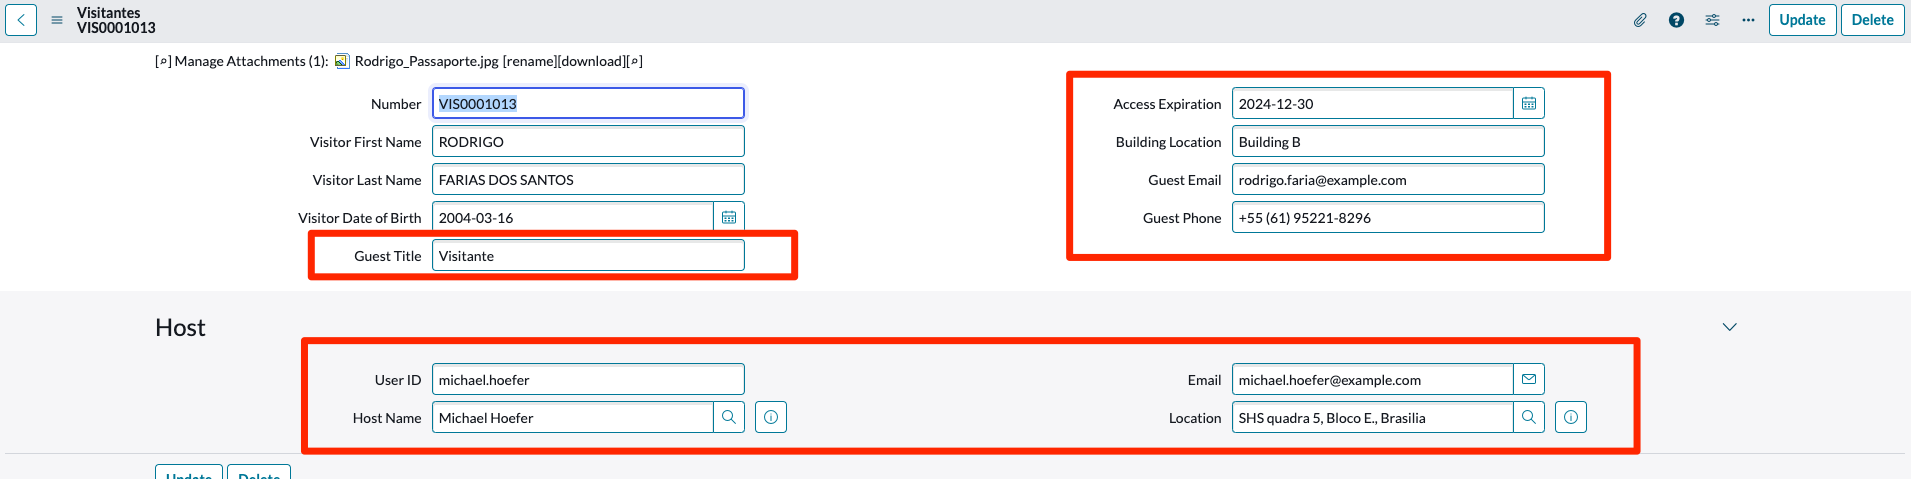 Visitantes
VIS0001013
Update
Delete
[⌕] Manage Attachments (1): Rodrigo_Passaporte.jpg [rename][download][⌕]
Number VIS0001013
Visitor First Name RODRIGO
Visitor Last Name FARIAS DOS SANTOS
Visitor Date of Birth 2004-03-16
Guest Title Visitante
Access Expiration 2024-12-30
Building Location Building B
Guest Email rodrigo.faria@example.com
Guest Phone +55 (61) 95221-8296
Host
User ID michael.hoefer
Host Name Michael Hoefer
Email michael.hoefer@example.com
Location SHS quadra 5, Bloco E., Brasilia
Update
Delete